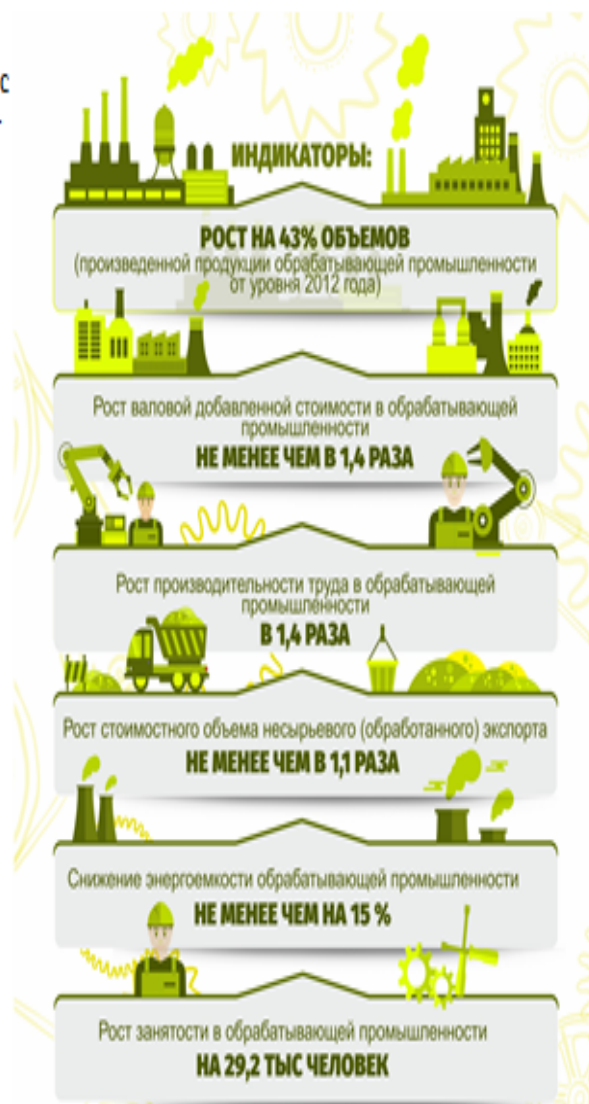 с
ИНДИКАТОРЫ:
РОСТ НА 43% ОБЪЕМОВ
(произведенной продукции обрабатывающей промышленности
от уровня 2012 года)
Рост валовой добавленной стоимости в обрабатывающей
промышленности
НЕ МЕНЕЕ ЧЕМ В 1,4 РАЗА
Рост производительности труда в обрабатывающей
промышленности
В 1,4 РАЗА
Рост стоимостного объема несырьевого (обработанного) экспорта
НЕ МЕНЕЕ ЧЕМ В 1,1 РАЗА
Снижение энергоемкости обрабатывающей промышленности
НЕ МЕНЕЕ ЧЕМ НА 15 %
Рост занятости в обрабатывающей промышленности
НА 29,2 ТЫС ЧЕЛОВЕК